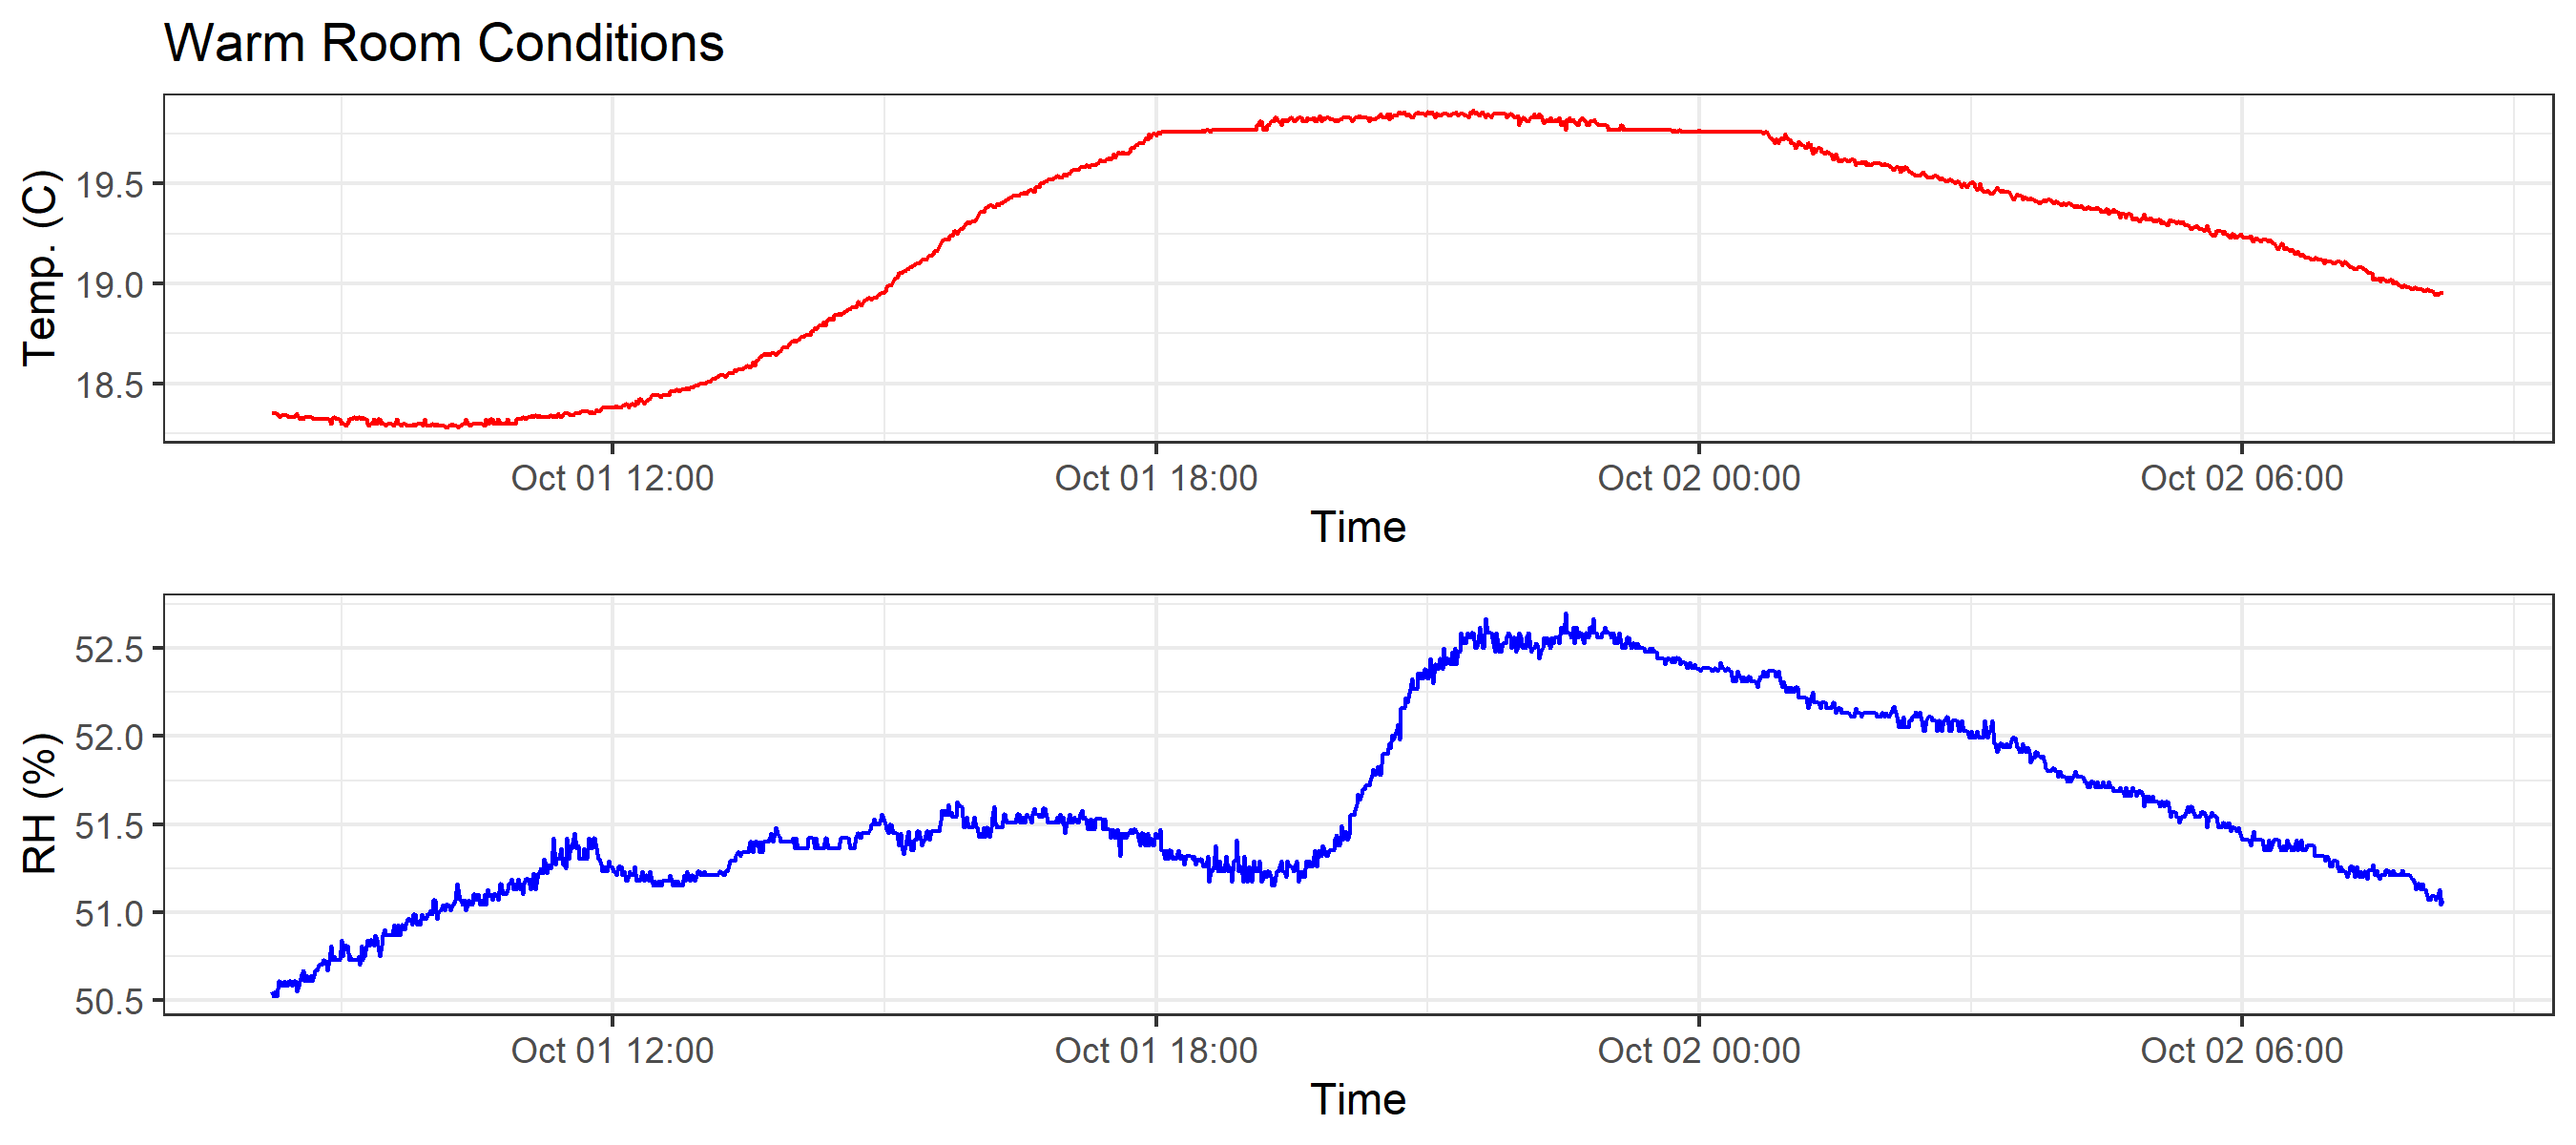 Warm Room Conditions
Temp. (C)
19.5
19.0
18.5
Oct 01 12:00 Oct 01 18:00 Oct 02 00:00 Oct 02 06:00
Time
RH (%)
52.5
52.0
51.5
51.0
50.5
Oct 01 12:00 Oct 01 18:00 Oct 02 00:00 Oct 02 06:00
Time